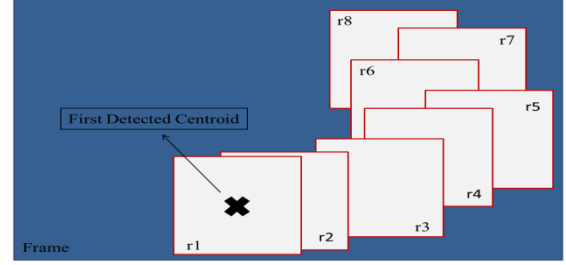 r8
r7
r6
r5
First Detected Centroid
r4
r3
r2
r1
Frame